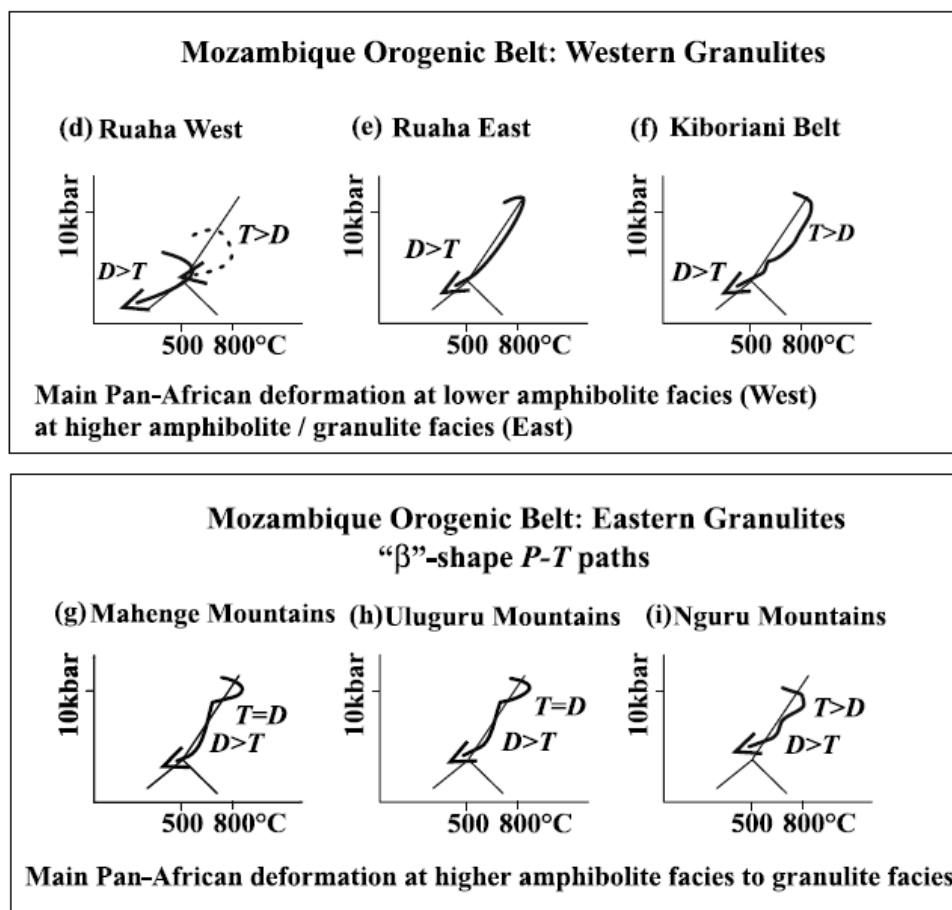 Mozambique Orogenic Belt: Western Granulites
(d) Ruaha West
(e) Ruaha East
(f) Kiboriani Belt
10kbar
T>D
D>T
500 800°C
10kbar
D>T
500 800°C
10kbar
T>D
D>T
500 800°C
Main Pan-African deformation at lower amphibolite facies (West)
at higher amphibolite / granulite facies (East)
Mozambique Orogenic Belt: Eastern Granulites
“β”-shape P-T paths
(g) Mahenge Mountains
(h) Uluguru Mountains
(i) Nguru Mountains
10kbar
T=D
D>T
500 800°C
10kbar
T=D
D>T
500 800°C
10kbar
T>D
D>T
500 800°C
Main Pan-African deformation at higher amphibolite facies to granulite facies